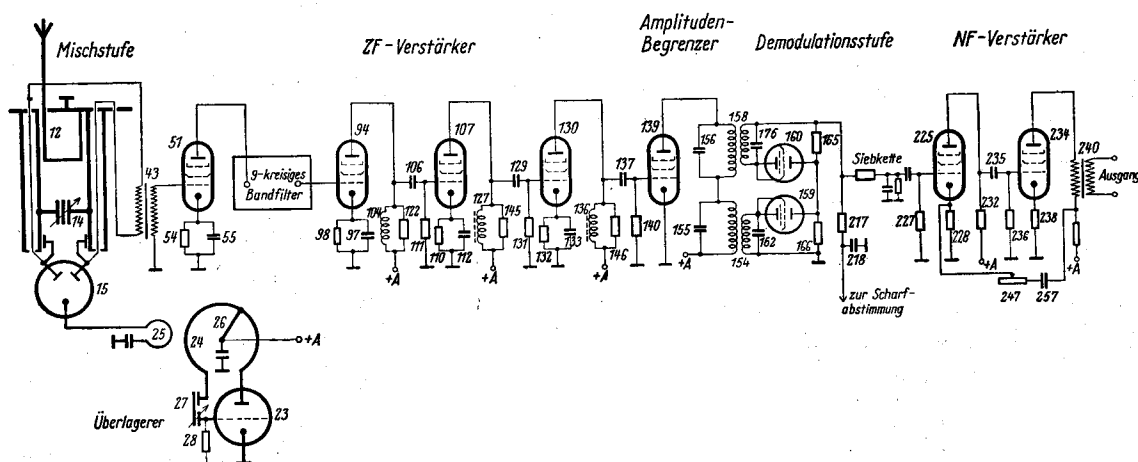 Mischstufe
ZF-Verstärker
Amplituden-
Begrenzer
Demodulationsstufe
NF-Verstärker
12
14
15
25
43
51
54
55
9-kreisiges
Bandfilter
94
98
97
104
122
+A
106
107
111
110
112
127
145
+A
129
130
131
132
133
136
146
+A
137
139
140
156
155
+A
158
154
176
160
159
162
165
166
Siebkette
217
218
zur Scharf-
abstimmung
225
227
228
232
+A
235
234
236
238
+A
240
Ausgang
247
257
Überlagerer
24
26
+A
27
28
23